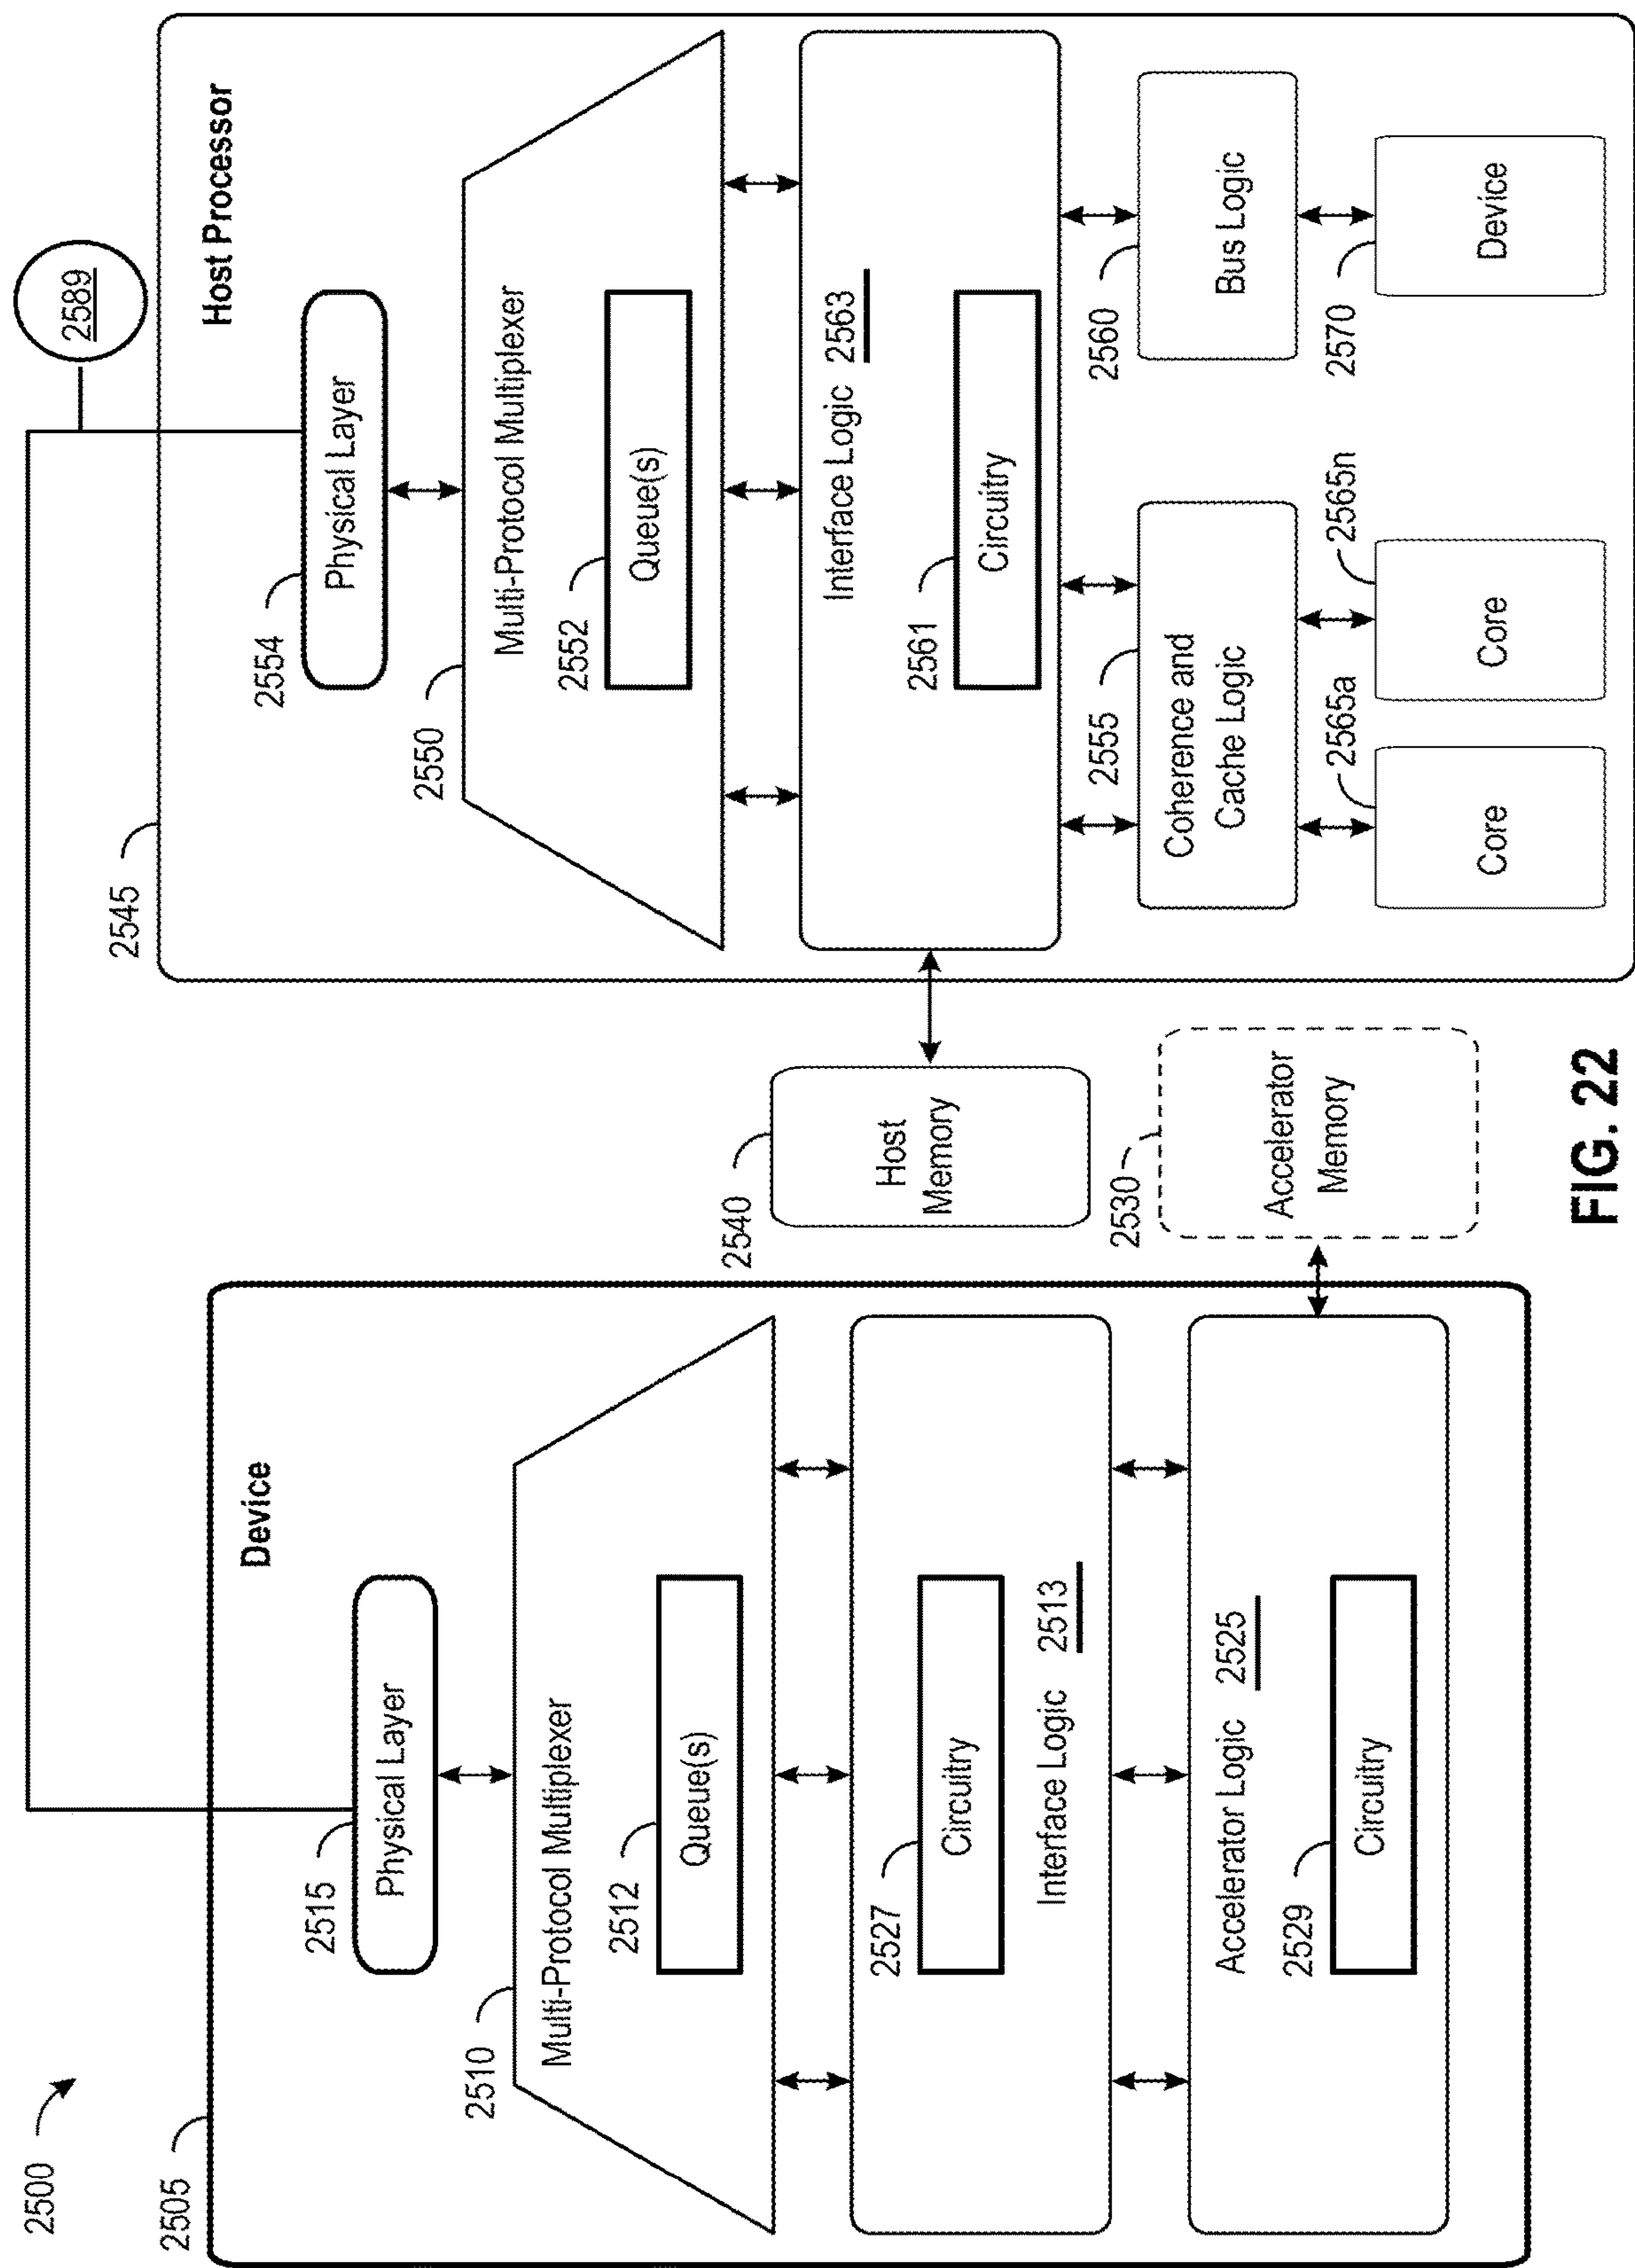 2500
2505
Device
2515
Physical Layer
2510
Multi-Protocol Multiplexer
2512
Queue(s)
2527
Circuitry
Interface Logic 2513
Accelerator Logic 2525
2529
Circuitry
2540
Host
Memory
2530
Accelerator
Memory
2589
2545
Host Processor
2554
Physical Layer
2550
Multi-Protocol Multiplexer
2552
Queue(s)
Interface Logic 2563
2561
Circuitry
2555
Coherence and
Cache Logic
2560
Bus Logic
2565a
Core
2565n
Core
2570
Device
FIG. 22